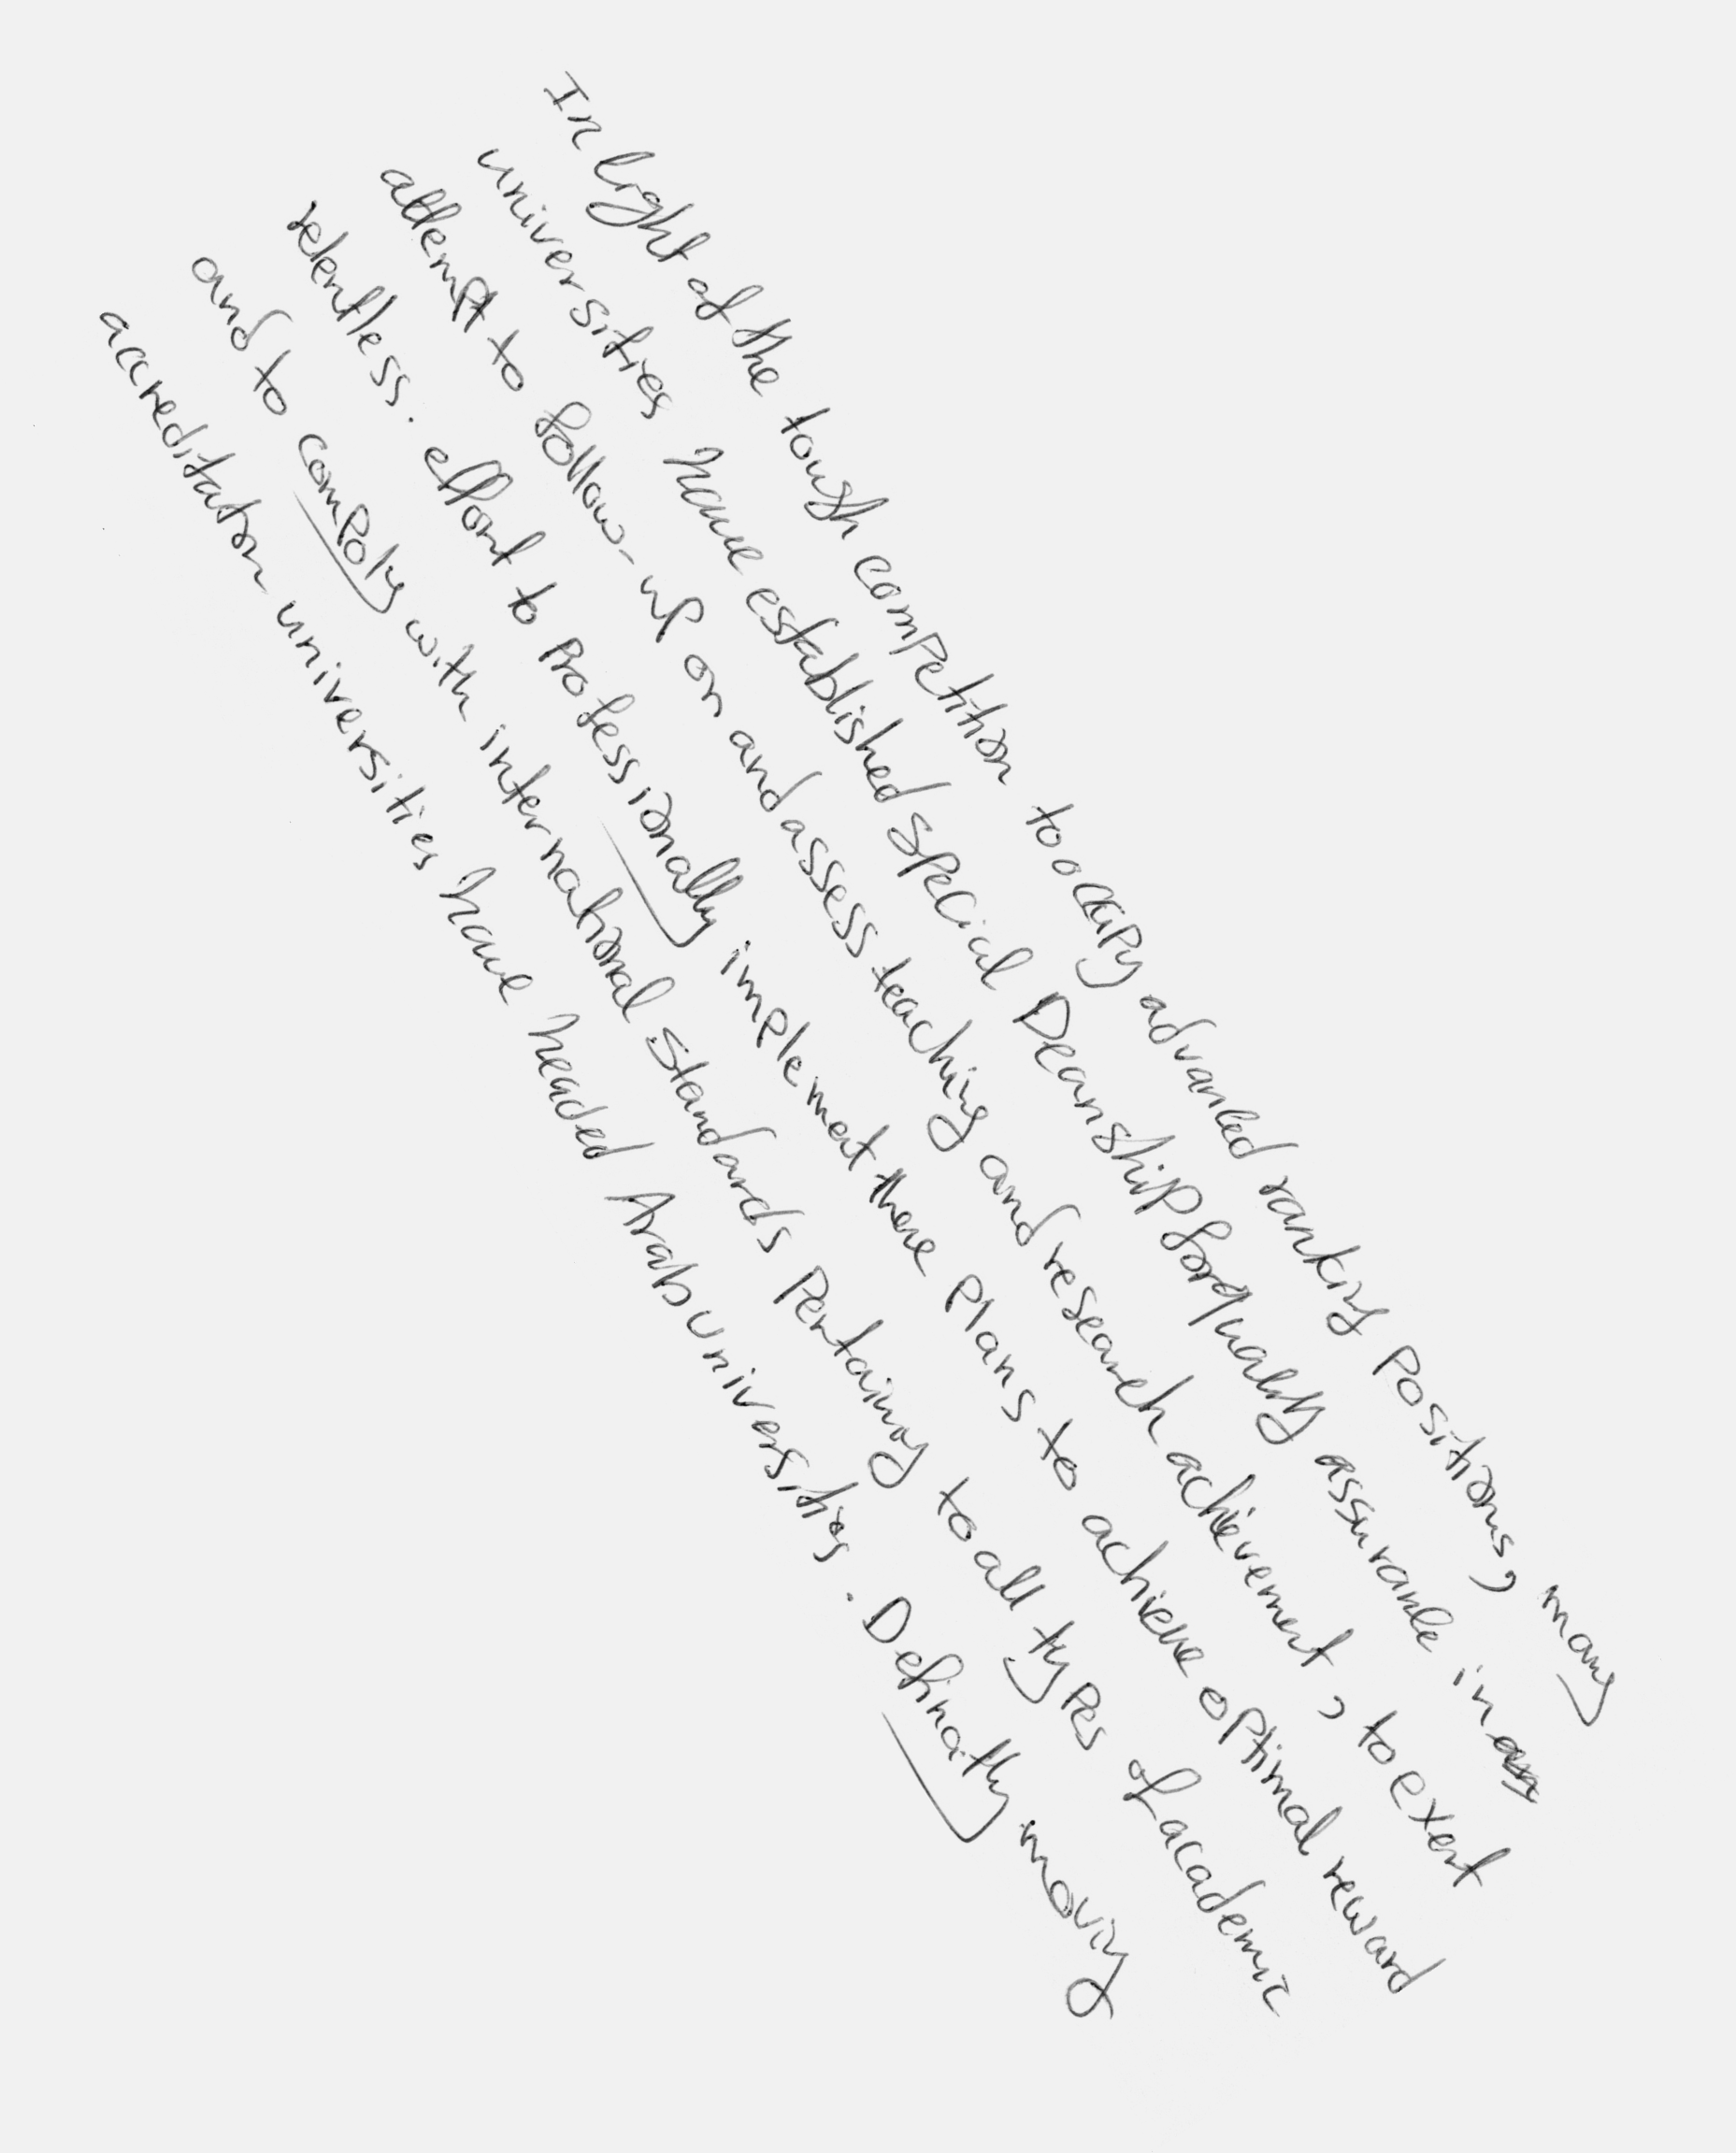 In light of the tough competition to occupy advanced ranking Positions, many
universities have established special Deanship for quality assurance in an
attempt to follow-up on and assess teaching and research achievement, to exert
relentless. effort to Professionally implement there Plans to achieve optimal reward
and to compoly with international standards Pertaining to all types of academic
accreditation universities have headed Arab universities. Definatly moving